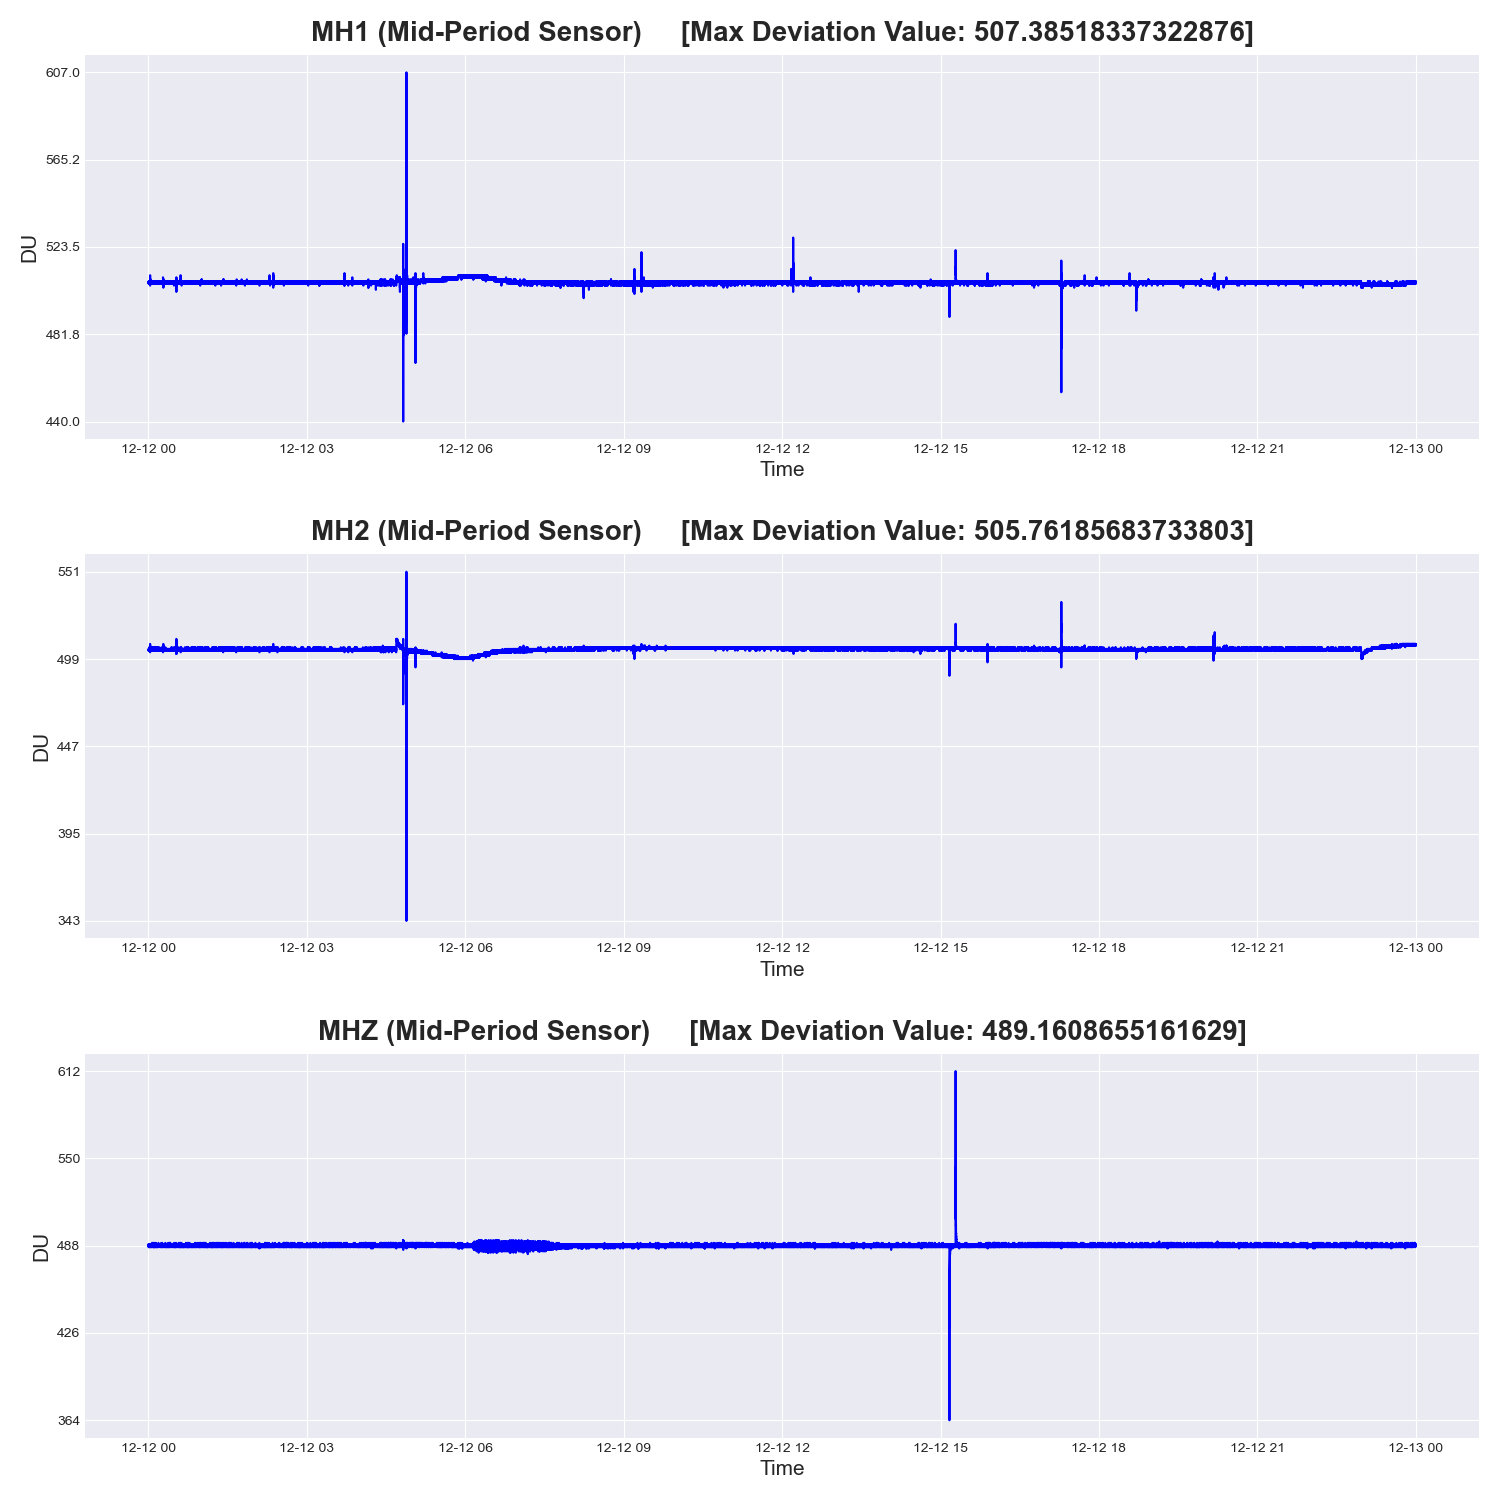 MH1 (Mid-Period Sensor)     [Max Deviation Value: 507.38518337322876]
607.0
565.2
523.5
481.8
440.0
DU
12-12 00 12-12 03 12-12 06 12-12 09 12-12 12 12-12 15 12-12 18 12-12 21 12-13 00
Time
MH2 (Mid-Period Sensor)     [Max Deviation Value: 505.76185683733803]
551
499
447
395
343
DU
12-12 00 12-12 03 12-12 06 12-12 09 12-12 12 12-12 15 12-12 18 12-12 21 12-13 00
Time
MHZ (Mid-Period Sensor)     [Max Deviation Value: 489.1608655161629]
612
550
488
426
364
DU
12-12 00 12-12 03 12-12 06 12-12 09 12-12 12 12-12 15 12-12 18 12-12 21 12-13 00
Time